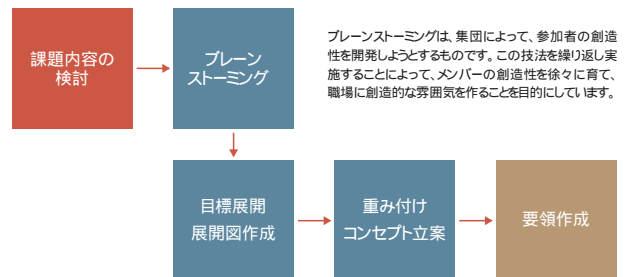 課題内容の
検討
ブレーン
ストーミング
ブレーンストーミングは、集団によって、参加者の創造
性を開発しようとするものです。この技法を繰り返し実
施することによって、メンバーの創造性を徐々に育て、
職場に創造的な雰囲気を作ることを目的にしています。
目標展開
展開図作成
重み付け
コンセプト立案
要領作成